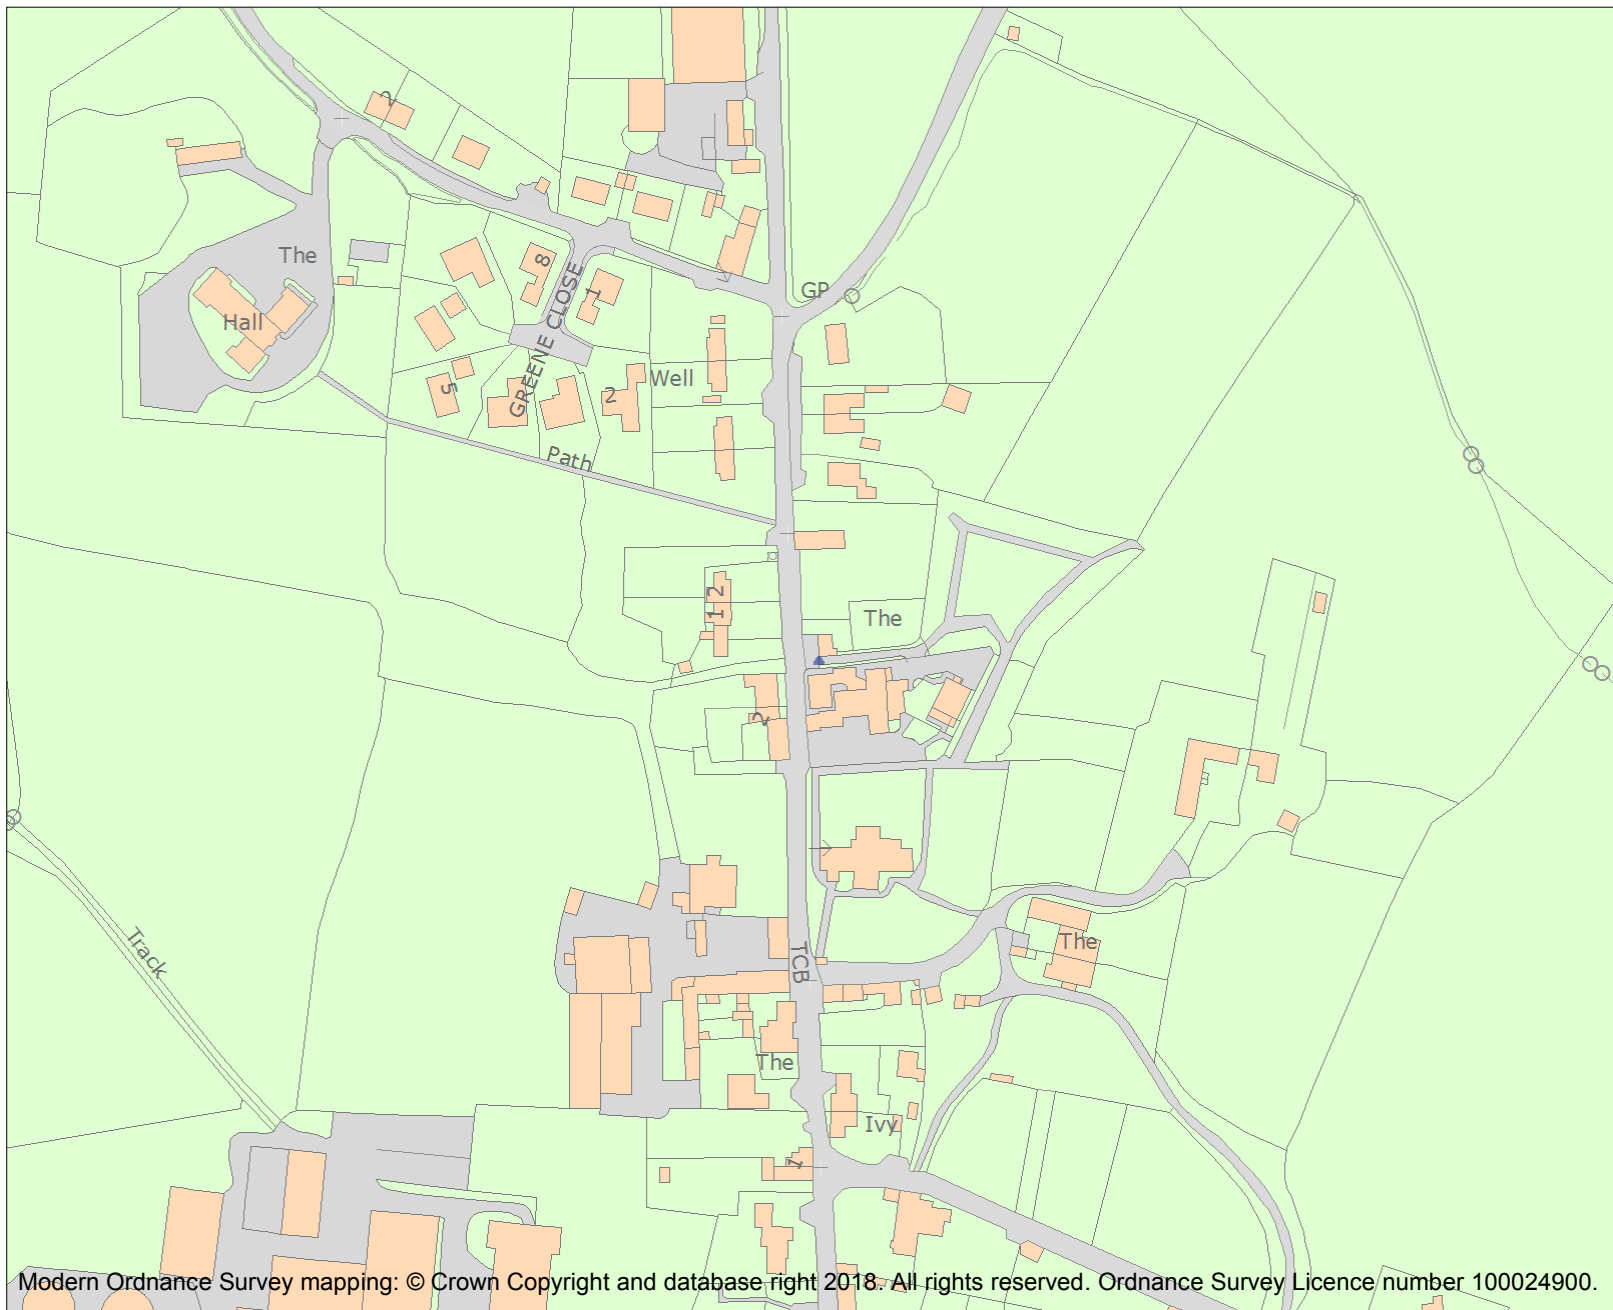 2
The
8
GREENE CLOSE
1
GP
Hall
Well
5
2
Path
2
1
The
2
Track
TCB
The
The
Ivy
1
Modern Ordnance Survey mapping: © Crown Copyright and database right 2018. All rights reserved. Ordnance Survey Licence number 100024900.